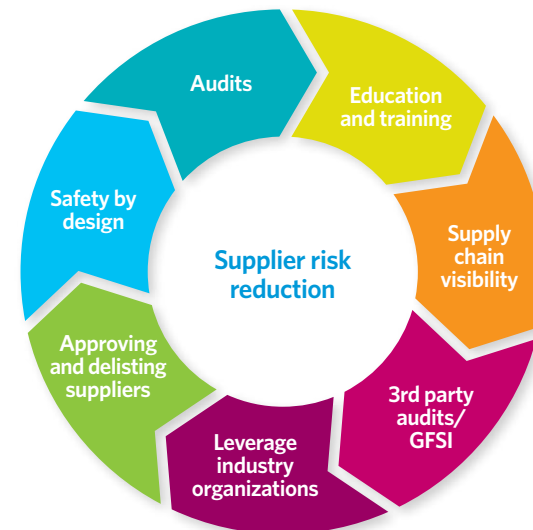 Audits
Education
and training
Supply
chain
visibility
3rd party
audits/
GFSI
Leverage
industry
organizations
Approving
and delisting
suppliers
Safety by
design
Supplier risk
reduction